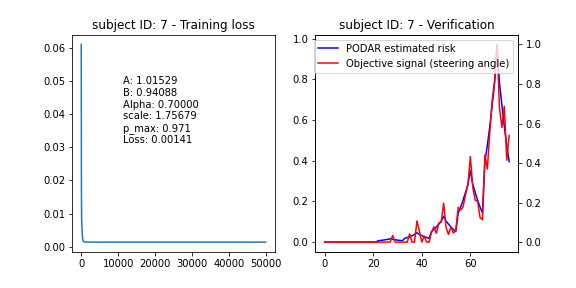 subject ID: 7 - Training loss
0.06
0.05
0.04
0.03
0.02
0.01
0.00
A: 1.01529
B: 0.94088
Alpha: 0.70000
scale: 1.75679
p_max: 0.971
Loss: 0.00141
0 10000 20000 30000 40000 50000
subject ID: 7 - Verification
PODAR estimated risk
Objective signal (steering angle)
1.0
0.8
0.6
0.4
0.2
0.0
1.0
0.8
0.6
0.4
0.2
0.0
0 20 40 60 80